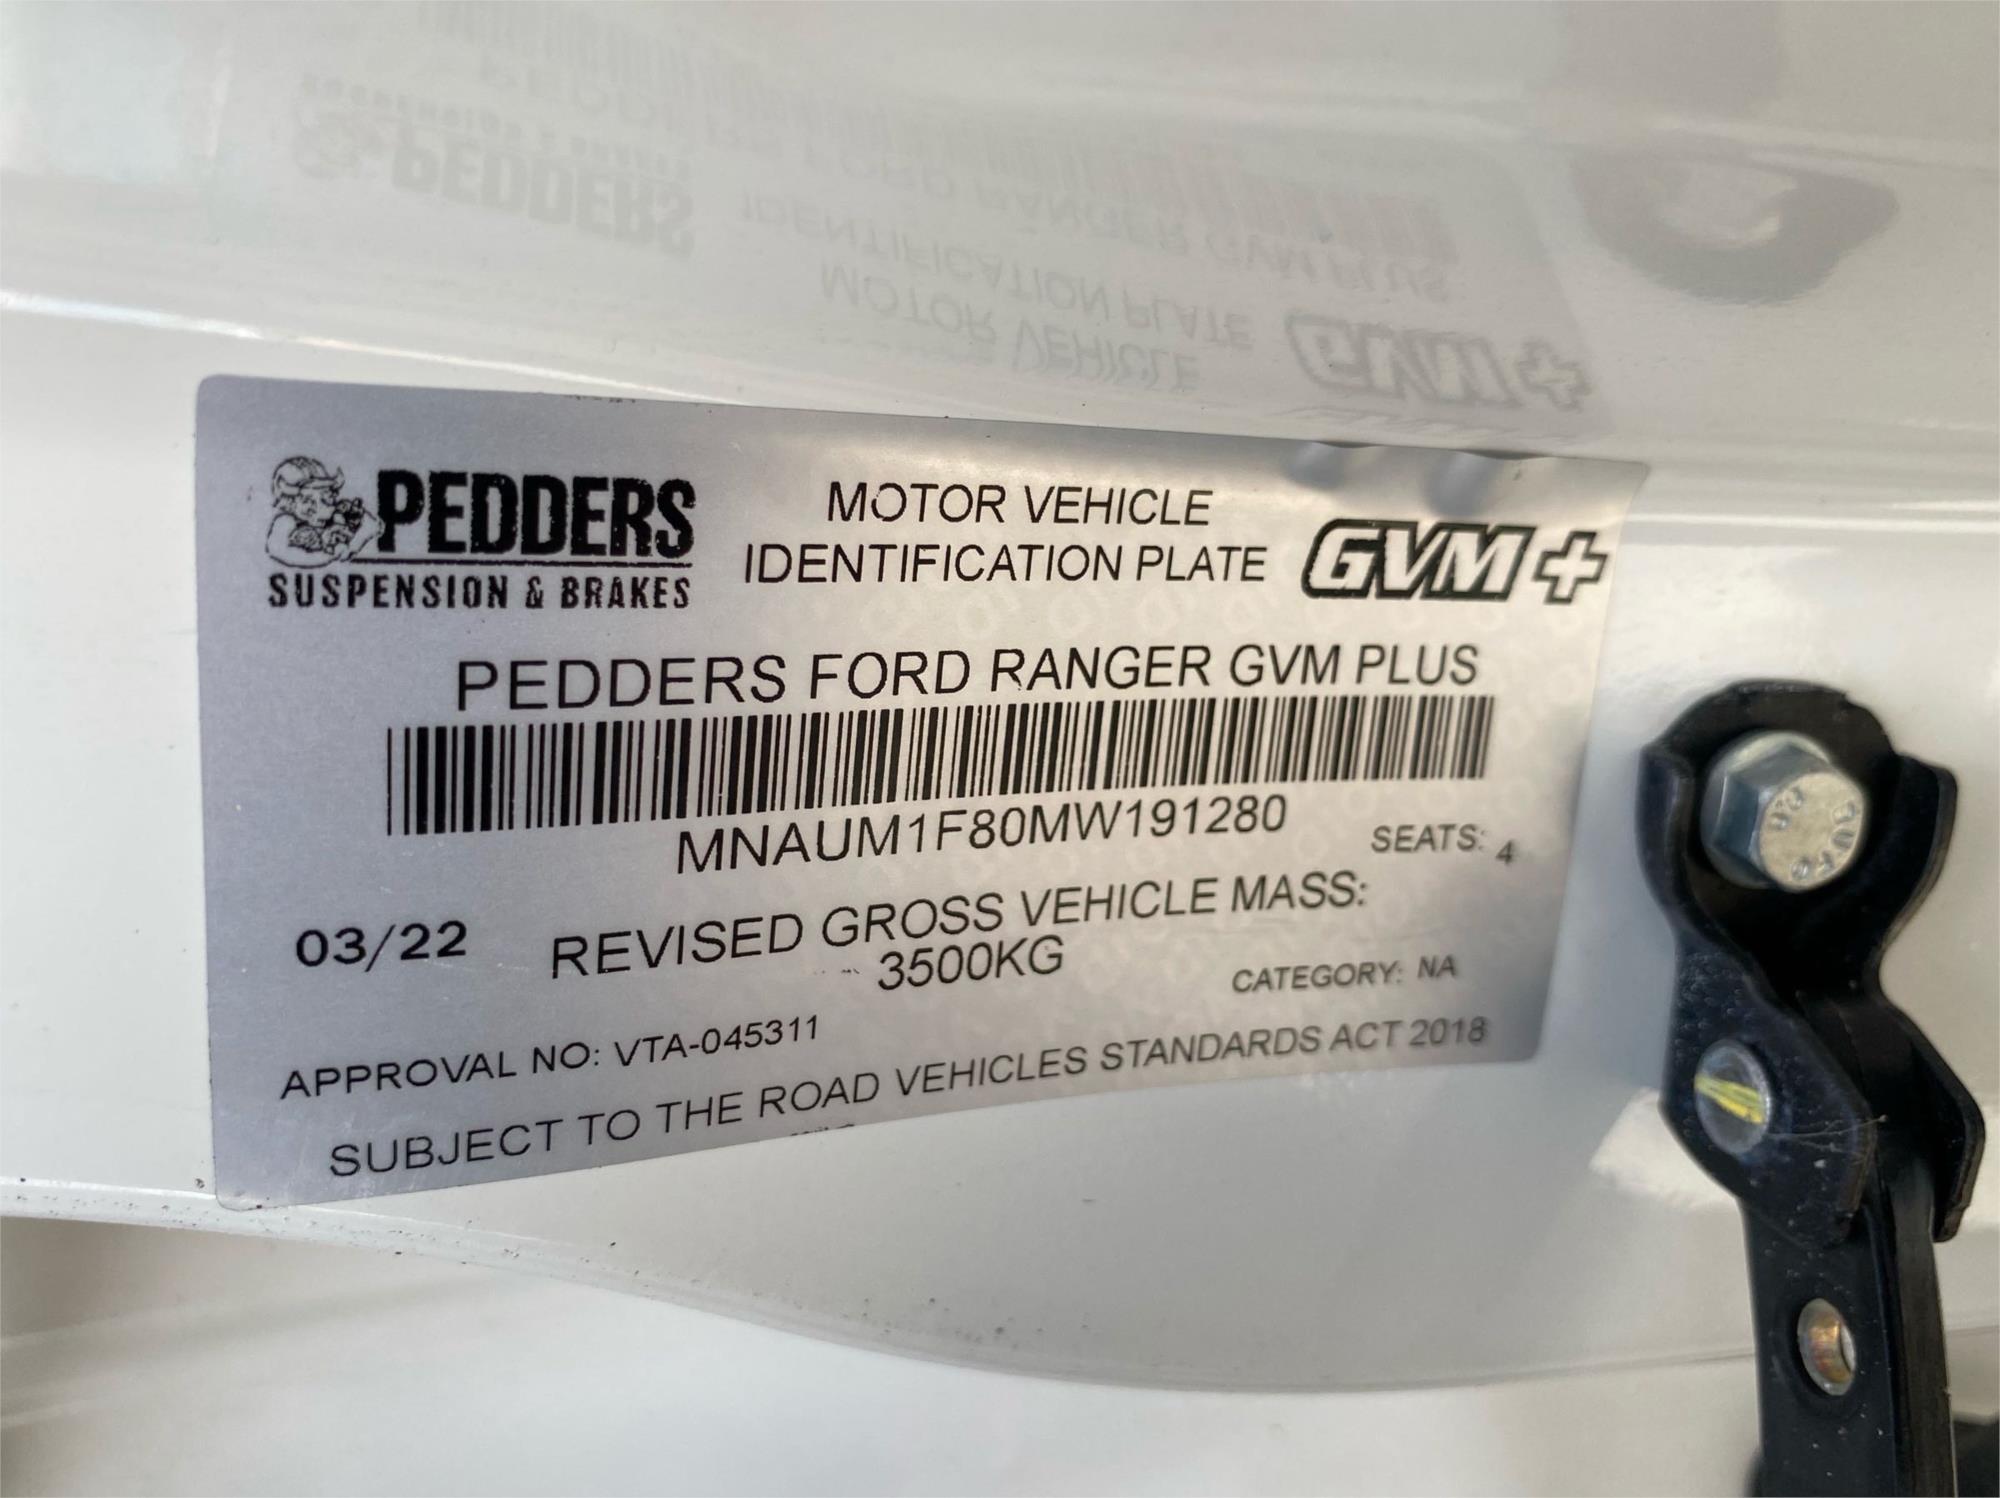 PEDDERS
SUSPENSION & BRAKES
MOTOR VEHICLE
IDENTIFICATION PLATE
GVM+
PEDDERS FORD RANGER GVM PLUS
MNAUM1F80MW191280
SEATS: 4
03/22
REVISED GROSS VEHICLE MASS:
3500KG
CATEGORY: NA
APPROVAL NO: VTA-045311
SUBJECT TO THE ROAD VEHICLES STANDARDS ACT 2018